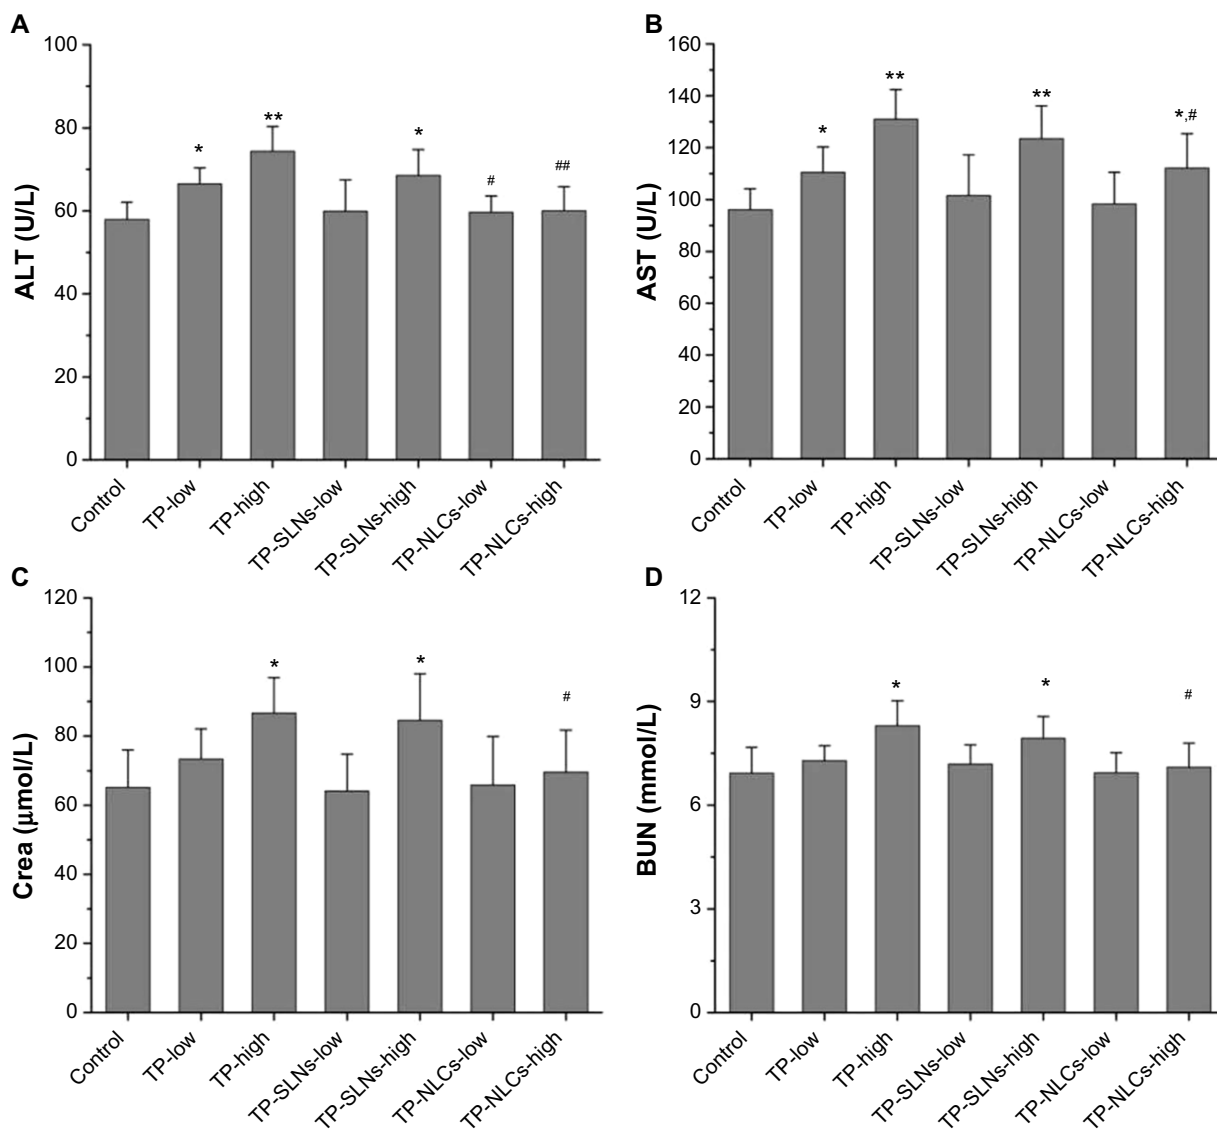 A
ALT (U/L)
100
80
60
40
20
0
*
**
*
#
##
Control
TP-low
TP-high
TP-SLNs-low
TP-SLNs-high
TP-NLCs-low
TP-NLCs-high
B
AST (U/L)
160
140
120
100
80
60
40
20
0
*
**
**
*,#
Control
TP-low
TP-high
TP-SLNs-low
TP-SLNs-high
TP-NLCs-low
TP-NLCs-high
C
Crea (μmol/L)
120
100
80
60
40
20
0
*
*
#
Control
TP-low
TP-high
TP-SLNs-low
TP-SLNs-high
TP-NLCs-low
TP-NLCs-high
D
BUN (mmol/L)
12
9
6
3
0
*
*
#
Control
TP-low
TP-high
TP-SLNs-low
TP-SLNs-high
TP-NLCs-low
TP-NLCs-high